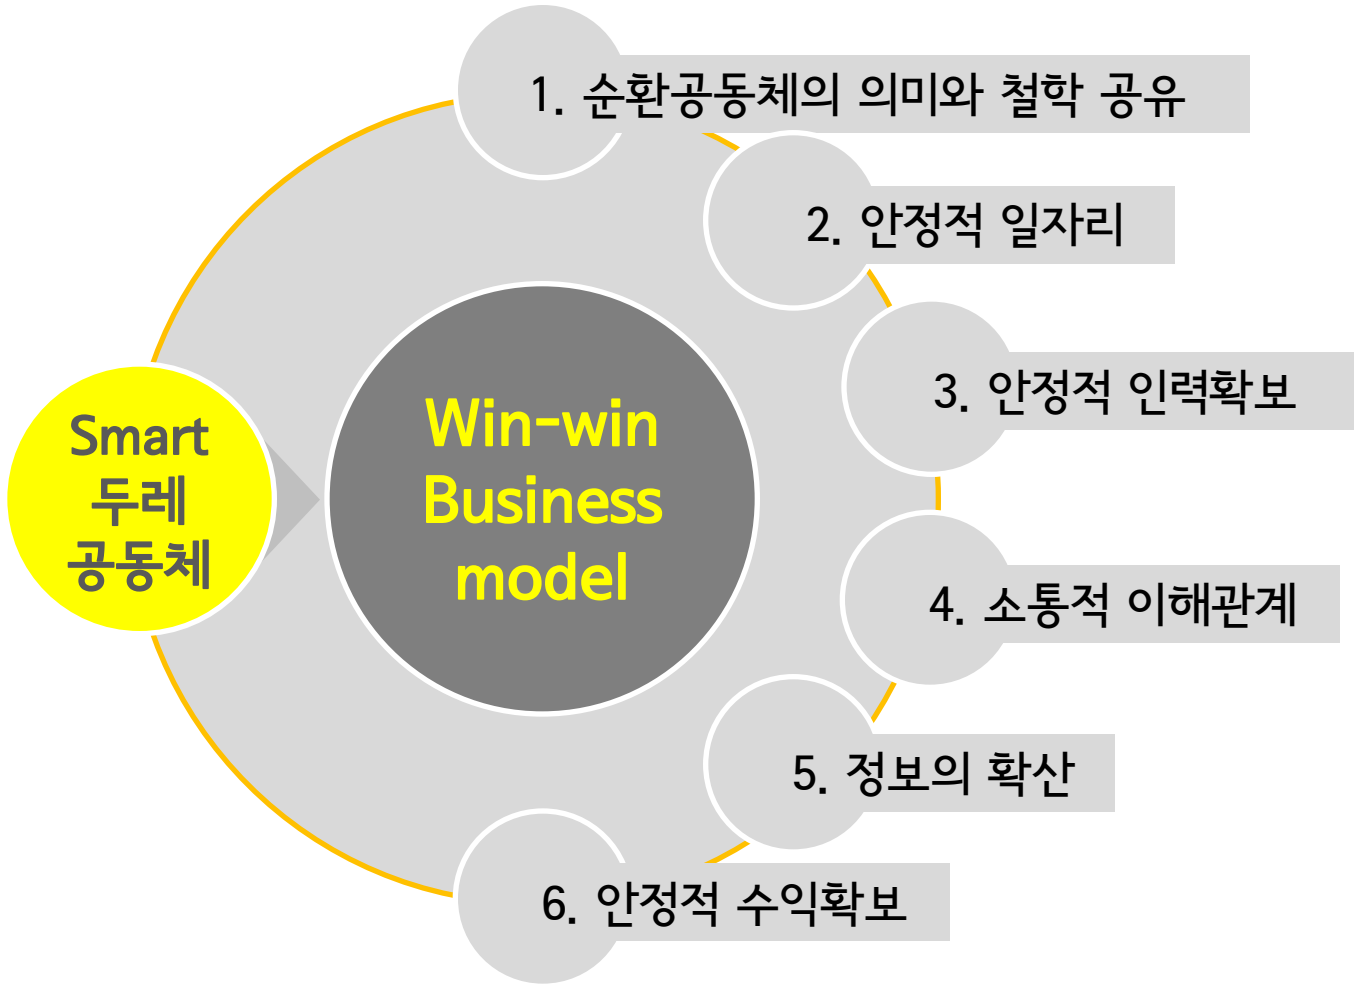 Smart
두레
공동체
Win-win
Business
model
1. 순환공동체의 의미와 철학 공유
2. 안정적 일자리
3. 안정적 인력확보
4. 소통적 이해관계
5. 정보의 확산
6. 안정적 수익확보